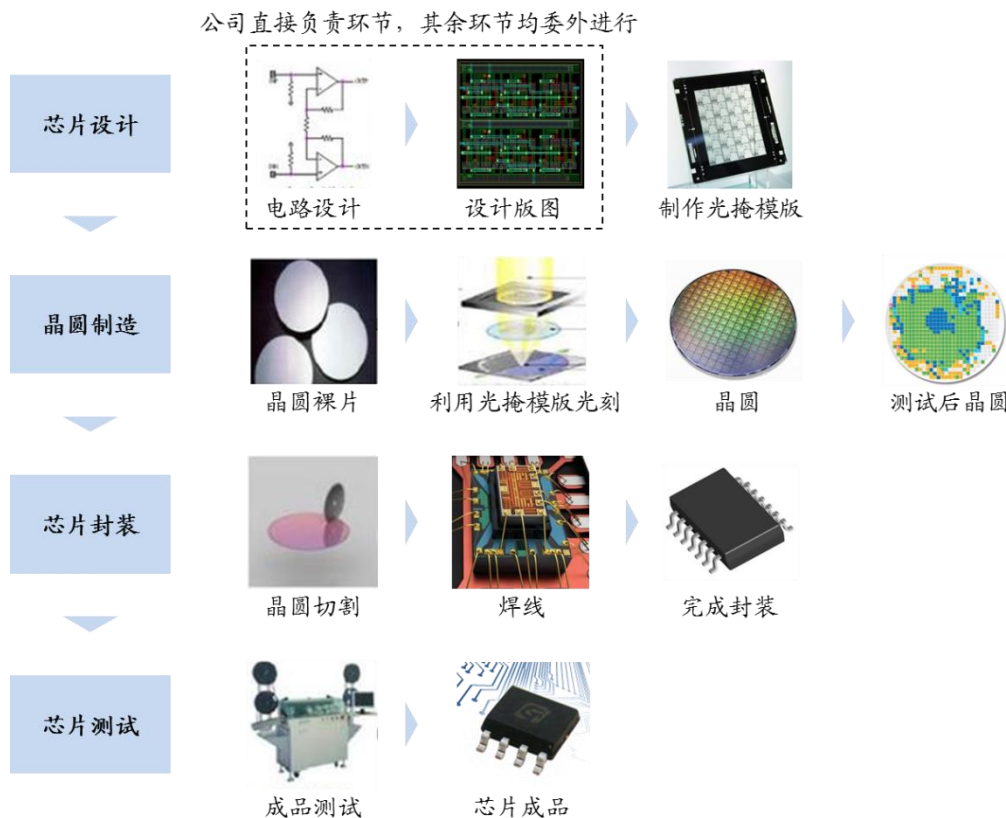 公司直接负责环节，其余环节均委外进行
芯片设计
电路设计
设计版图
制作光掩模版
晶圆制造
晶圆裸片
利用光掩模版光刻
晶圆
测试后晶圆
芯片封装
晶圆切割
焊线
完成封装
芯片测试
成品测试
芯片成品